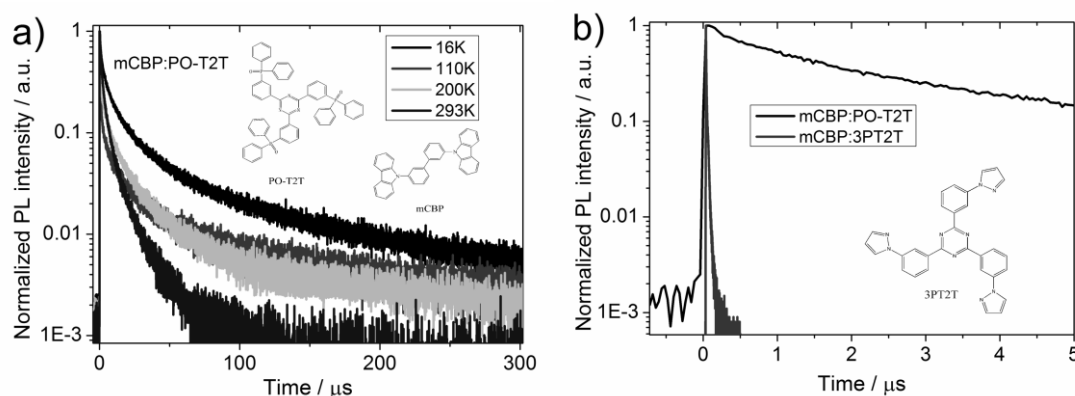 a)
Normalized PL intensity / a.u.
1
0.1
0.01
1E-3
mCBP:PO-T2T
16K
110K
200K
293K
PO-T2T
mCBP
0
100
200
300
Time / µs
b)
Normalized PL intensity / a.u.
1
0.1
0.01
1E-3
mCBP:PO-T2T
mCBP:3PT2T
3PT2T
0
1
2
3
4
5
Time / µs